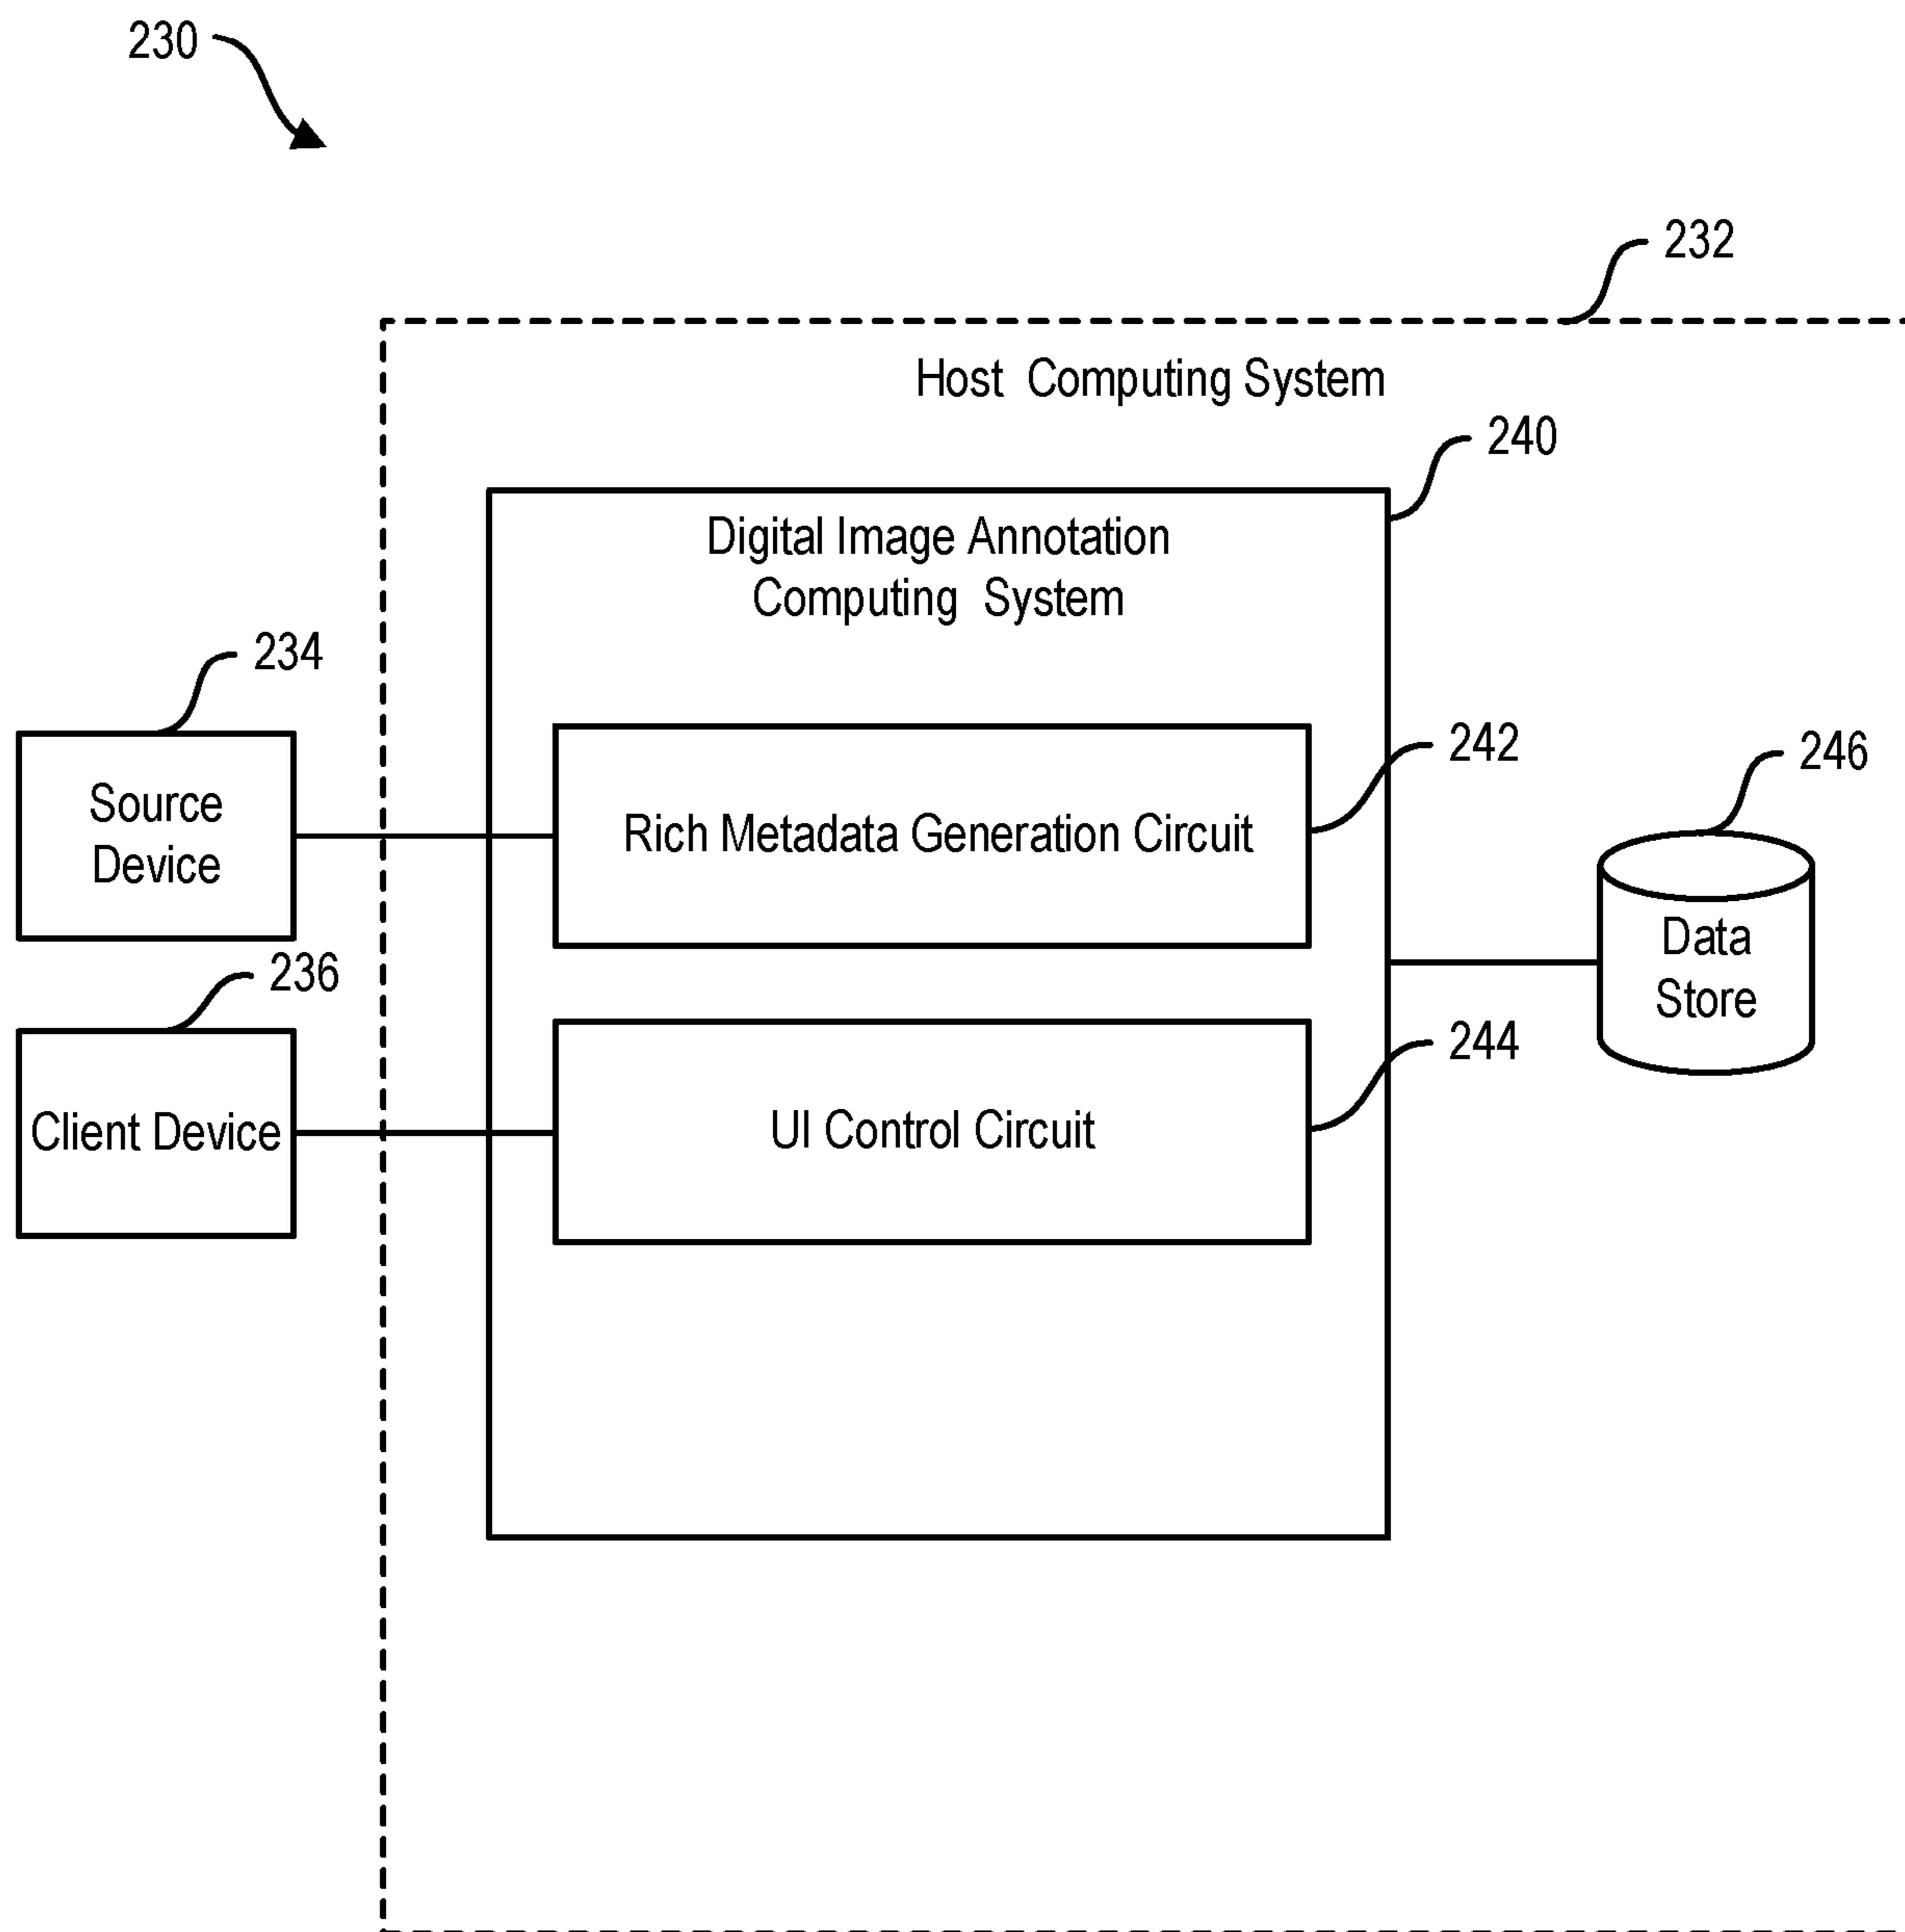 230
232
Host Computing System
240
Digital Image Annotation
Computing System
234
242
246
Source
Device
Rich Metadata Generation Circuit
Data
Store
236
244
Client Device
UI Control Circuit